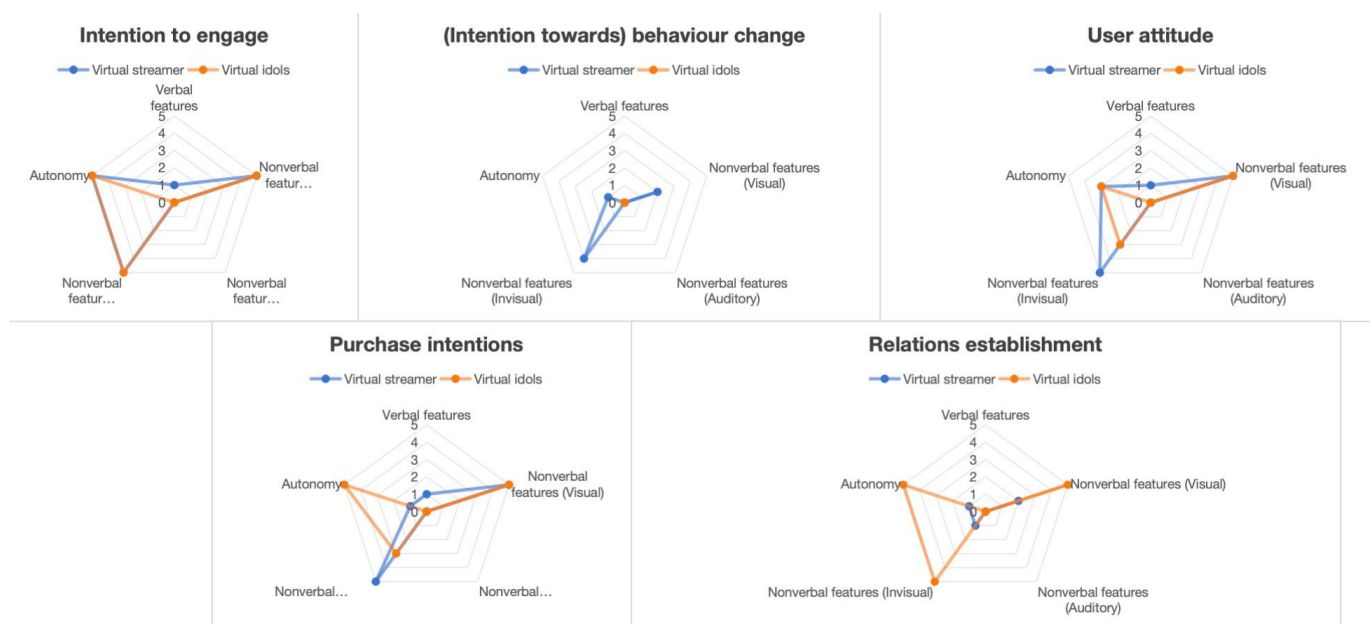 Intention to engage
Virtual streamer Virtual idols
Verbal
features
5
4
3
2
1
0
Autonomy
Nonverbal
featur...
Nonverbal
featur...
Nonverbal
featur...
(Intention towards) behaviour change
Virtual streamer Virtual idols
Verbal features
5
4
3
2
1
0
Autonomy
Nonverbal features
(Visual)
Nonverbal features
(Invisual)
Nonverbal features
(Auditory)
User attitude
Virtual streamer Virtual idols
Verbal features
5
4
3
2
1
0
Autonomy
Nonverbal features
(Visual)
Nonverbal features
(Invisual)
Nonverbal features
(Auditory)
Purchase intentions
Virtual streamer Virtual idols
Verbal features
5
4
3
2
1
0
Autonomy
Nonverbal
features (Visual)
Nonverbal...
Nonverbal...
Relations establishment
Virtual streamer Virtual idols
Verbal features
5
4
3
2
1
0
Autonomy
Nonverbal features (Visual)
Nonverbal features (Invisual)
Nonverbal features
(Auditory)